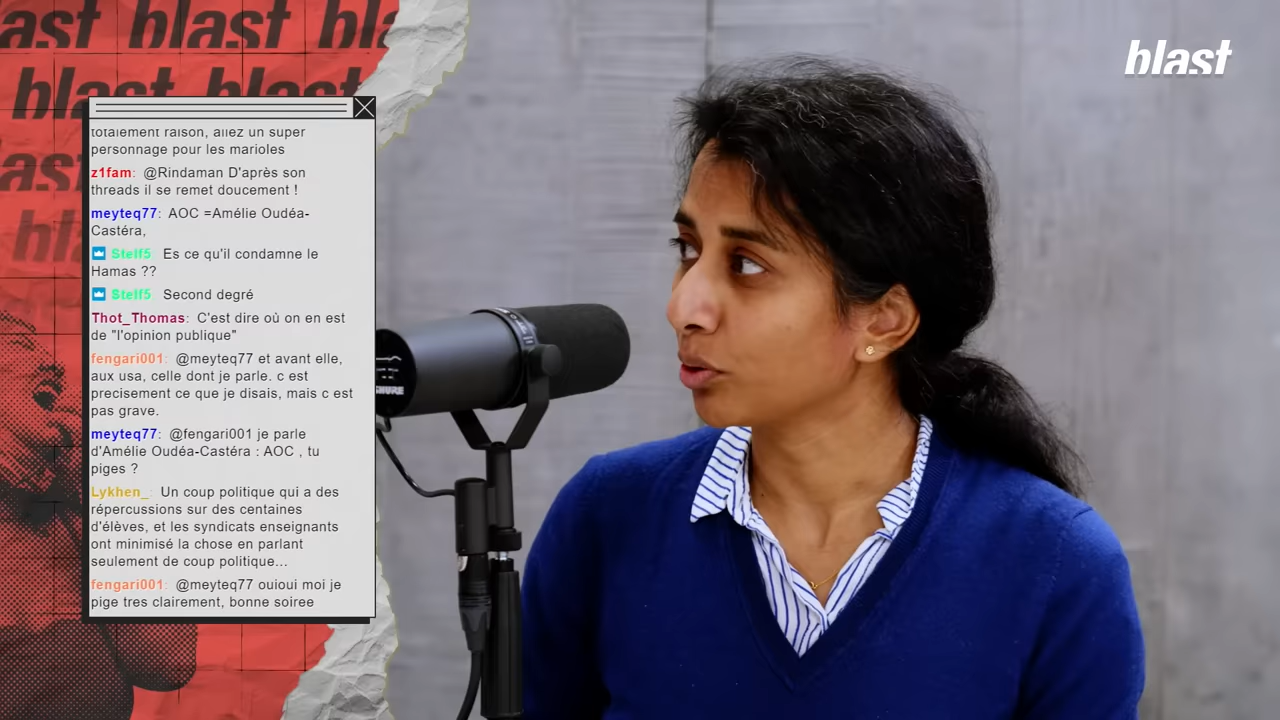 ast blast bla
blast blast
ast
bl
blast
totalement raison, allez un super
personnage pour les marioles
z1fam: @Rindaman D'après son
threads il se remet doucement !
meyteq77: AOC =Amélie Oudéa-
Castéra,
Stelf5 Es ce qu'il condamne le
Hamas ??
Stelf5 Second degré
Thot_Thomas: C'est dire où on en est
de "l'opinion publique"
fengari001: @meyteq77 et avant elle,
aux usa, celle dont je parle. c est
precisement ce que je disais, mais c est
pas grave.
meyteq77: @fengari001 je parle
d'Amélie Oudéa-Castéra : AOC , tu
piges ?
Lykhen_: Un coup politique qui a des
répercussions sur des centaines
d'élèves, et les syndicats enseignants
ont minimisé la chose en parlant
seulement de coup politique...
fengari001: @meyteq77 ouioui moi je
pige tres clairement, bonne soiree
SHURE